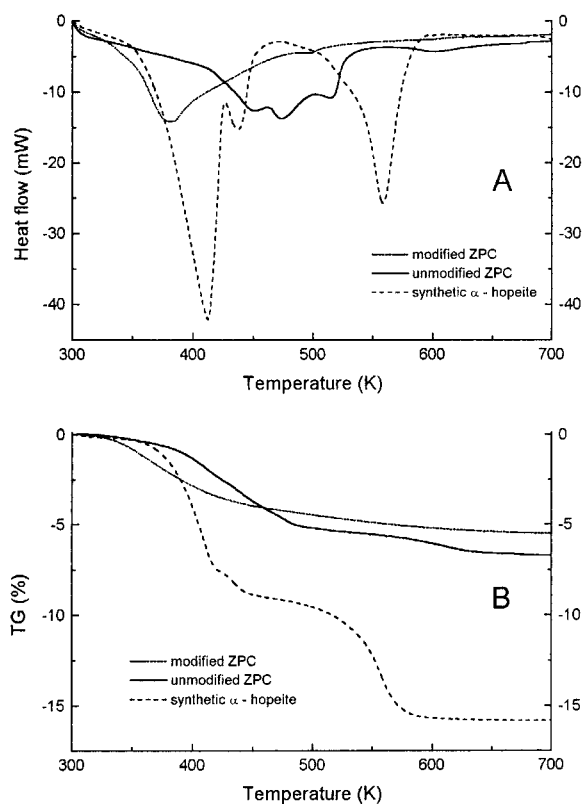 0
-10
-20
-30
-40
0
-10
-20
-30
-40
Heat flow (mW)
A
modified ZPC
unmodified ZPC
synthetic α - hopeite
300
400
500
600
700
Temperature (K)
0
-5
-10
-15
0
-5
-10
-15
TG (%)
B
modified ZPC
unmodified ZPC
synthetic α - hopeite
300
400
500
600
700
Temperature (K)